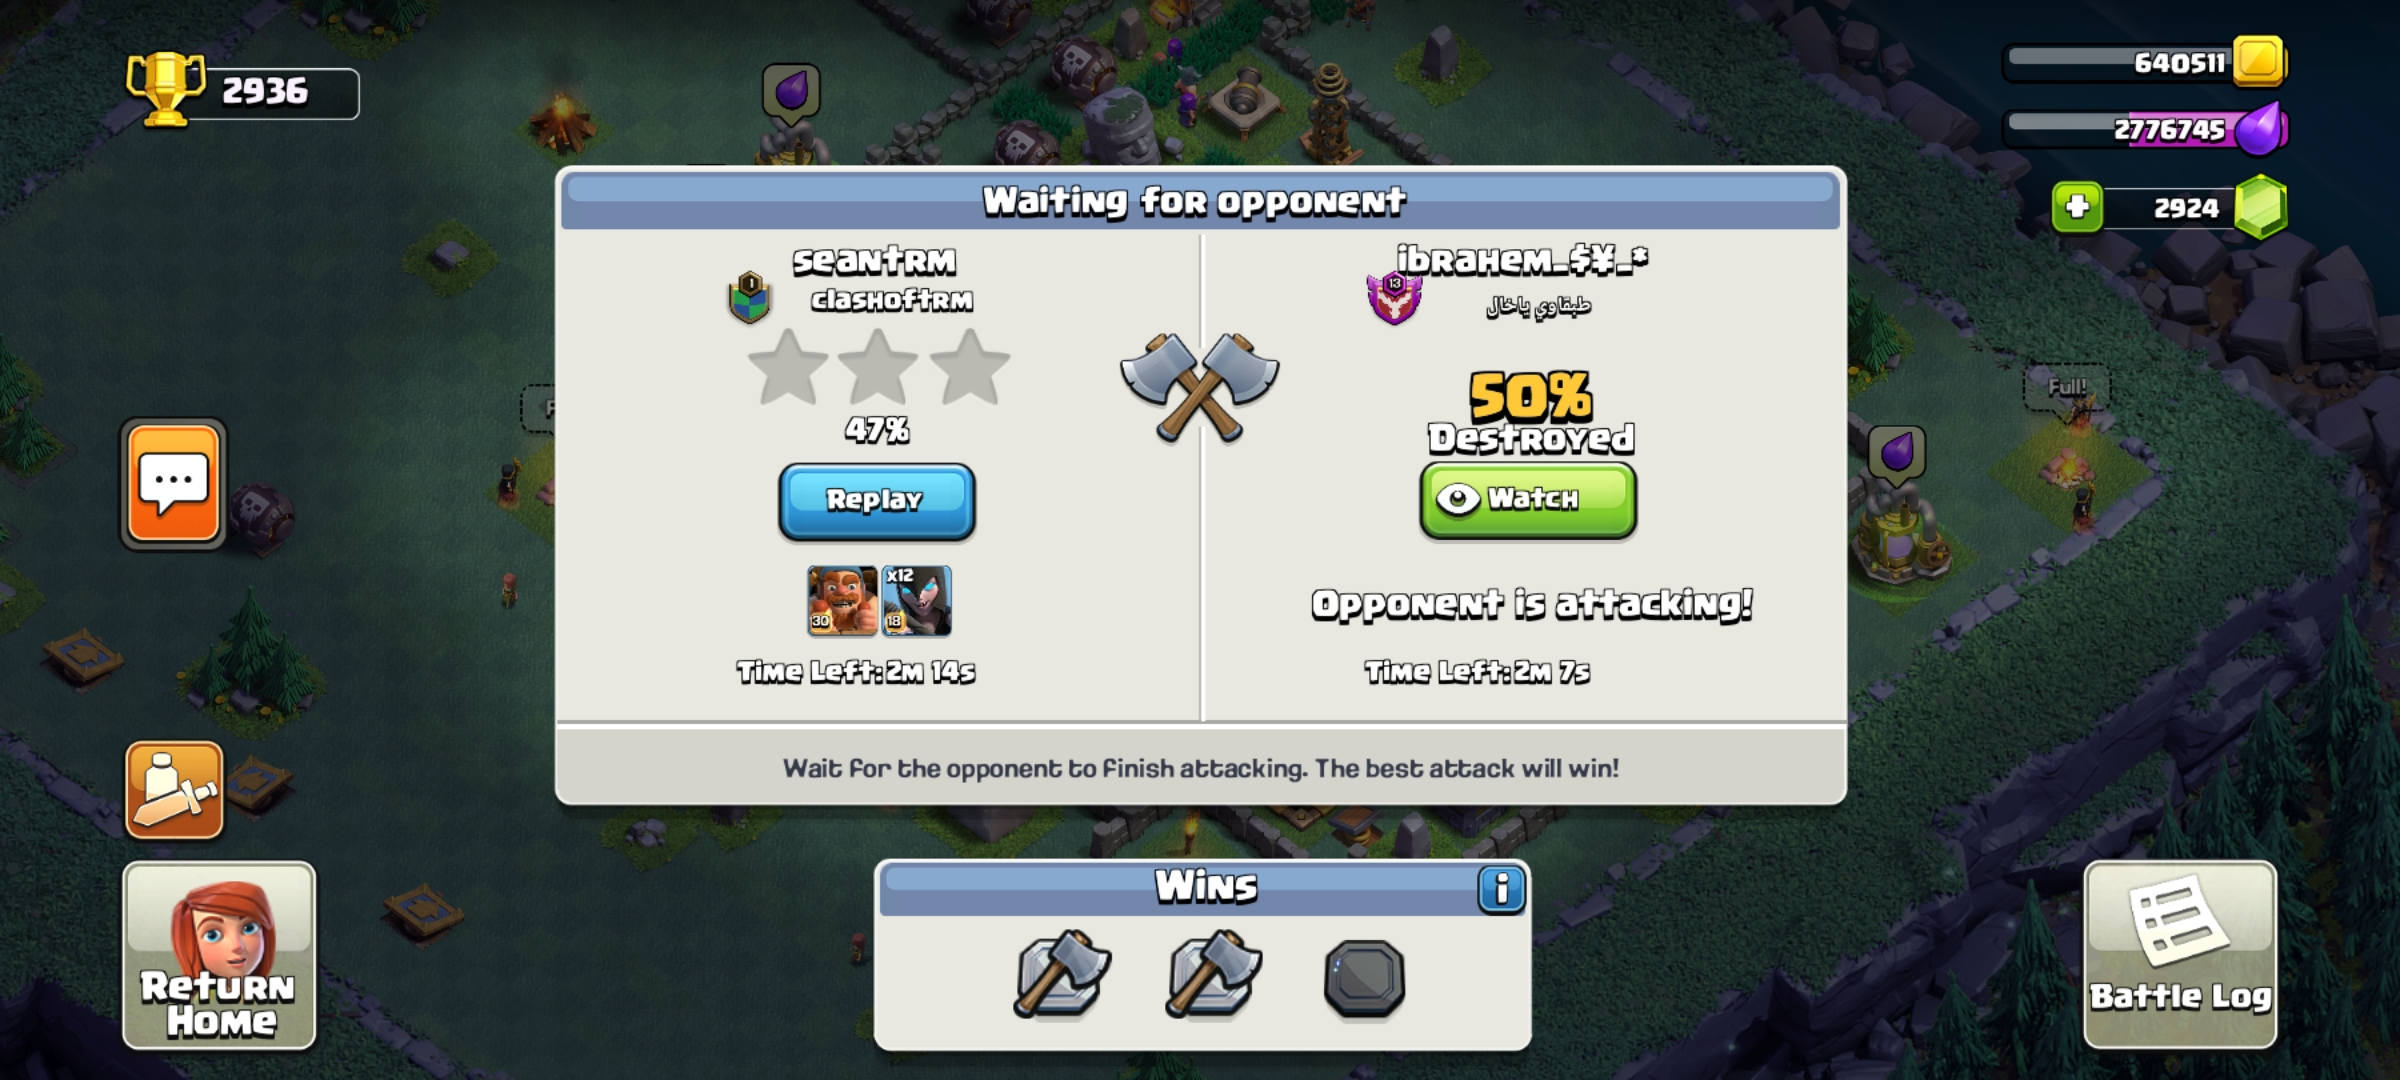 2936
640511
2776745
2924
Waiting for opponent
seantrm
1
clashoftrm
47%
Replay
x12
30
18
Time Left: 2m 14s
ibrahem_$¥_*
13
طبقاوي ياخال
50%
Destroyed
Watch
Opponent is attacking!
Time Left: 2m 7s
Full!
Wait for the opponent to finish attacking. The best attack will win!
Wins
i
Return
Home
Battle Log